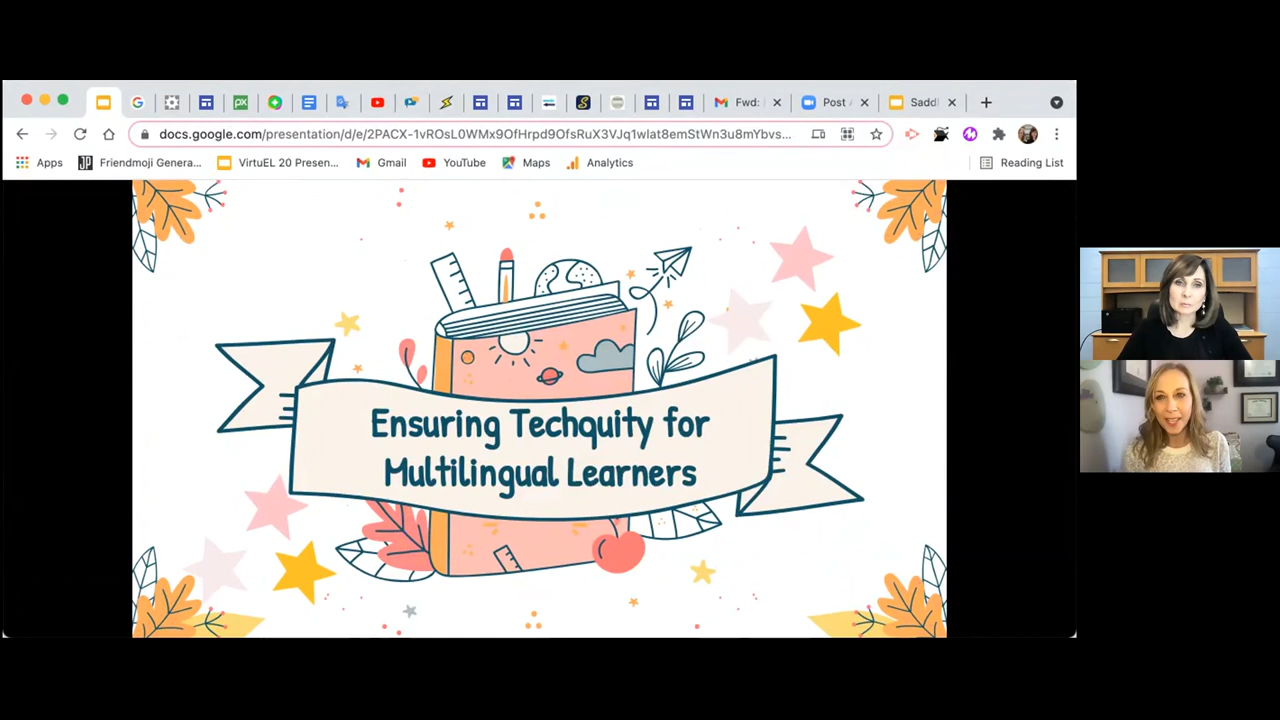 Fwd:
Post
Saddl
docs.google.com/presentation/d/e/2PACX-1vROsL0WMx9OfHrpd9OfsRuX3VJq1wIat8emStWn3u8mYbvs...
Apps
Friendmoji Genera...
VirtuEL 20 Presen...
Gmail
YouTube
Maps
Analytics
Reading List
Ensuring Techquity for
Multilingual Learners